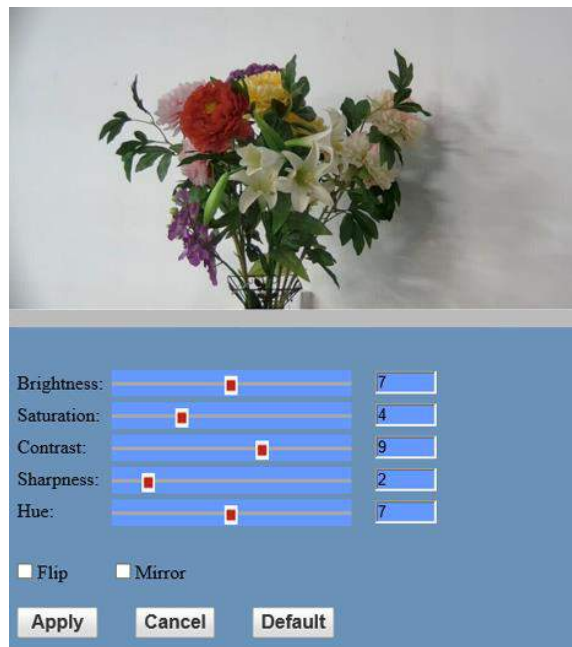 Brightness: 7
Saturation: 4
Contrast: 9
Sharpness: 2
Hue: 7
Flip Mirror
Apply Cancel Default